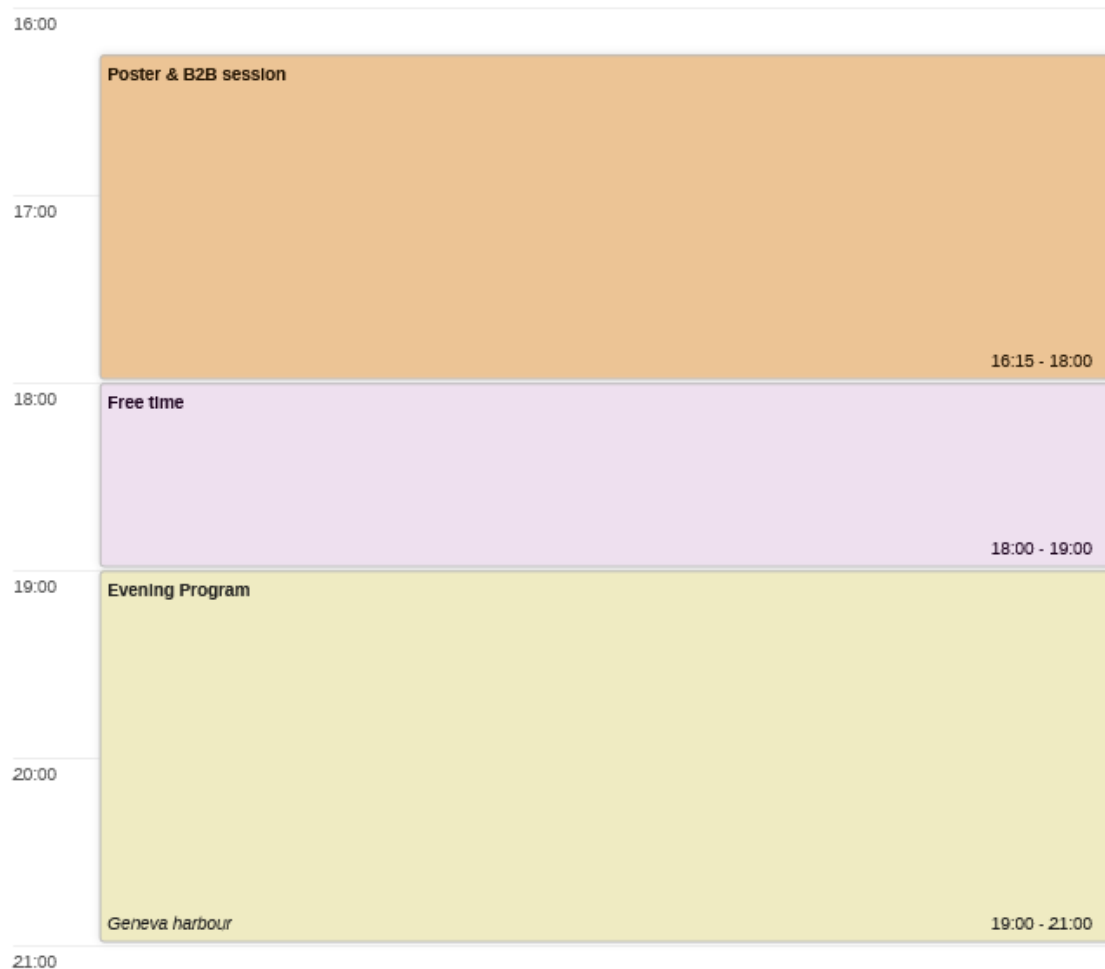 16:00
Poster & B2B session
17:00
16:15 - 18:00
18:00
Free time
18:00 - 19:00
19:00
Evening Program
20:00
Geneva harbour 19:00 - 21:00
21:00